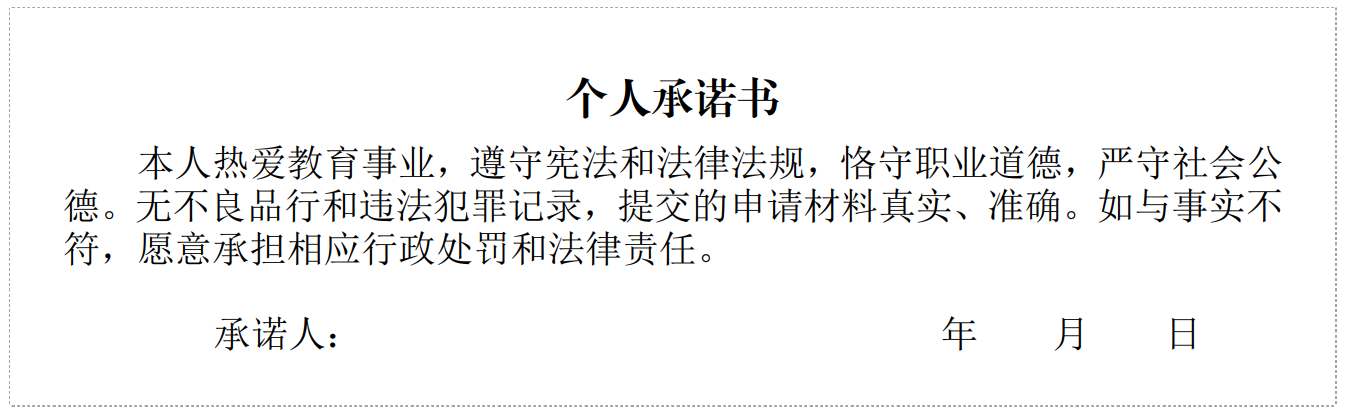 个人承诺书
本人热爱教育事业，遵守宪法和法律法规，恪守职业道德，严守社会公
德。无不良品行和违法犯罪记录，提交的申请材料真实、准确。如与事实不
符，愿意承担相应行政处罚和法律责任。
承诺人： 年 月 日